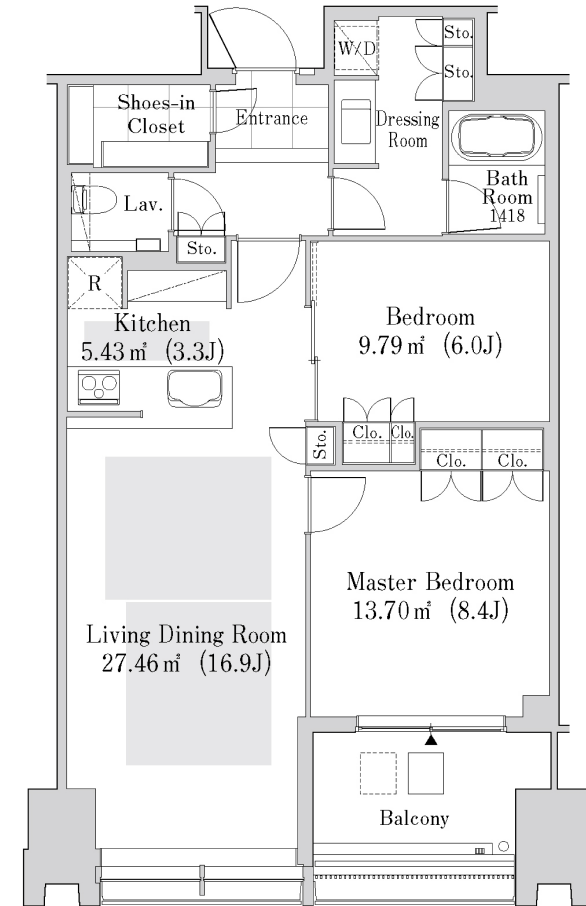 Sto.
W/D
Sto.
Shoes-in
Closet
Entrance
Dressing
Room
Bath
Room
1418
Lav.
Sto.
R
Kitchen
5.43㎡ (3.3J)
Bedroom
9.79㎡ (6.0J)
Clo.
Clo.
Sto.
Clo.
Clo.
Master Bedroom
13.70㎡ (8.4J)
Living Dining Room
27.46㎡ (16.9J)
Balcony